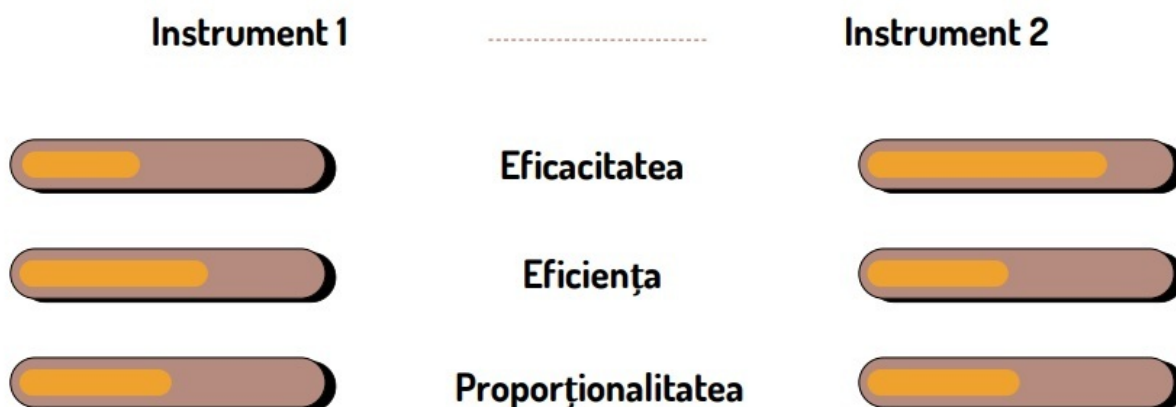 Instrument 1
Instrument 2
Eficacitatea
Eficiența
Proporționalitatea